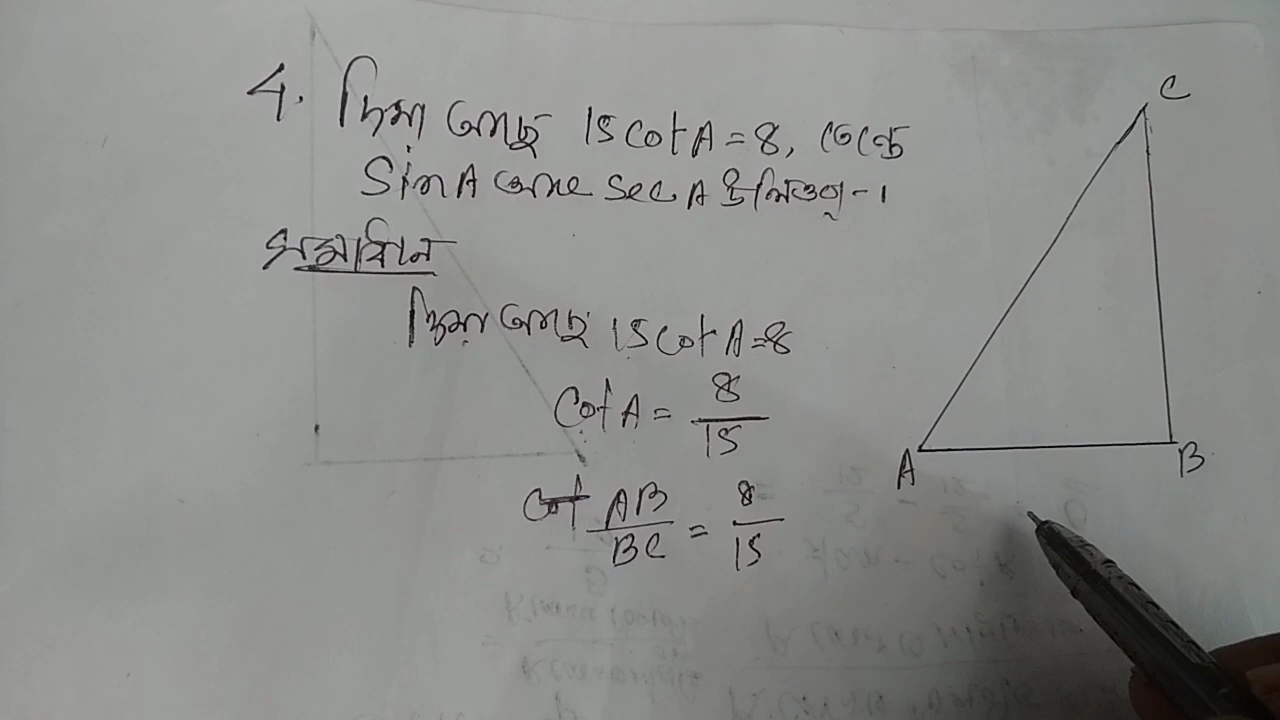 4. দিয়া আছে 15 cot A = 8, তেন্তে
Sin A আৰু sec A উলিওৱা।
সমাধান
দিয়া আছে 15 cot A = 8
Cot A = 8/15
AB/BC = 8/15
C
A
B